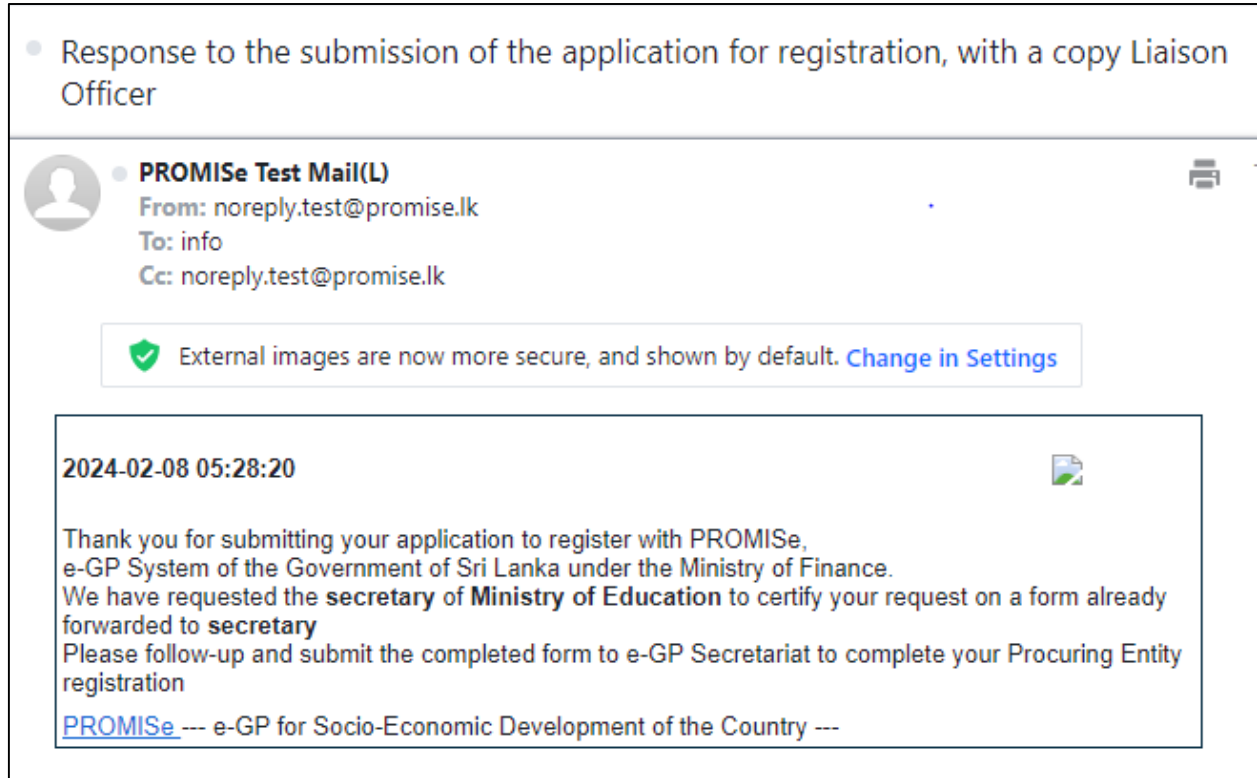 Response to the submission of the application for registration, with a copy Liaison
Officer
PROMISe Test Mail(L)
From: noreply.test@promise.lk
To: info
Cc: noreply.test@promise.lk
External images are now more secure, and shown by default. Change in Settings
2024-02-08 05:28:20
Thank you for submitting your application to register with PROMISe,
e-GP System of the Government of Sri Lanka under the Ministry of Finance.
We have requested the secretary of Ministry of Education to certify your request on a form already
forwarded to secretary
Please follow-up and submit the completed form to e-GP Secretariat to complete your Procuring Entity
registration
PROMISe --- e-GP for Socio-Economic Development of the Country ---